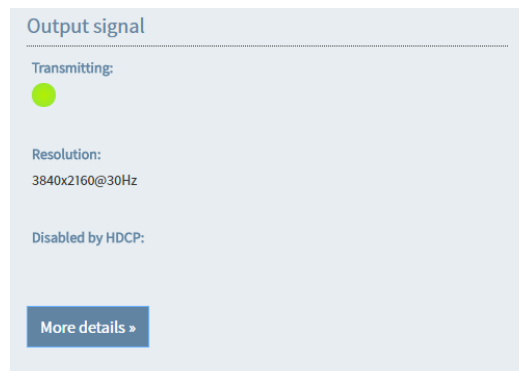 Output signal
Transmitting:
Resolution:
3840x2160@30Hz
Disabled by HDCP:
More details »